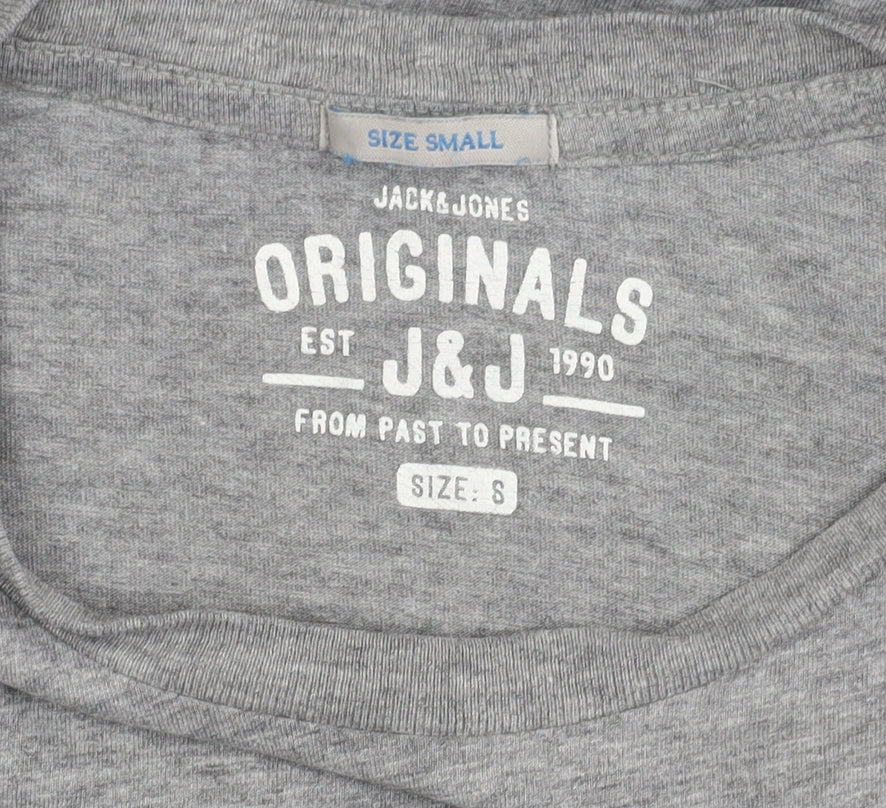 SIZE SMALL
JACK&JONES
ORIGINALS
EST J&J 1990
FROM PAST TO PRESENT
SIZE: S